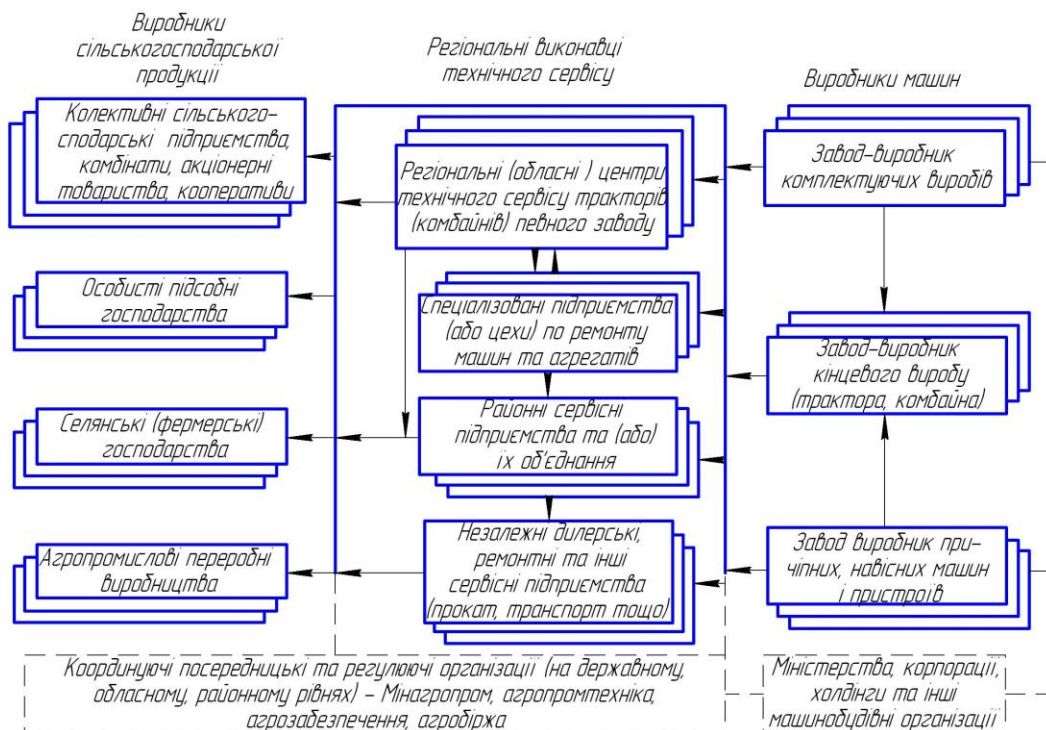 Виробники
сільськогосподарської
продукції
Колективні сільського-
сподарські підприємства,
комбінати, акціонерні
товариства, кооперативи
Особисті підсобні
господарства
Селянські (фермерські)
господарства
Агропромислові переробні
виробництва
Регіональні виконавці
технічного сервісу
Регіональні (обласні ) центри
технічного сервісу тракторів
(комбайнів) певного заводу
Спеціалізовані підприємства
(або цехи) по ремонту
машин та агрегатів
Районні сервісні
підприємства та (або)
їх об'єднання
Незалежні дилерські,
ремонтні та інші
сервісні підприємства
(прокат, транспорт тощо)
Виробники машин
Завод-виробник
комплектуючих виробів
Завод-виробник
кінцевого виробу
(трактора, комбайна)
Завод виробник при-
чіпних, навісних машин
і пристроїв
Координуючі посередницькі та регулюючі організації (на державному,
обласному, районному рівнях) – Мінагропром, агропромтехніка,
агрозабезпечення, агробіржа
Міністерства, корпорації,
холдінги та інші
машинобудівні організації